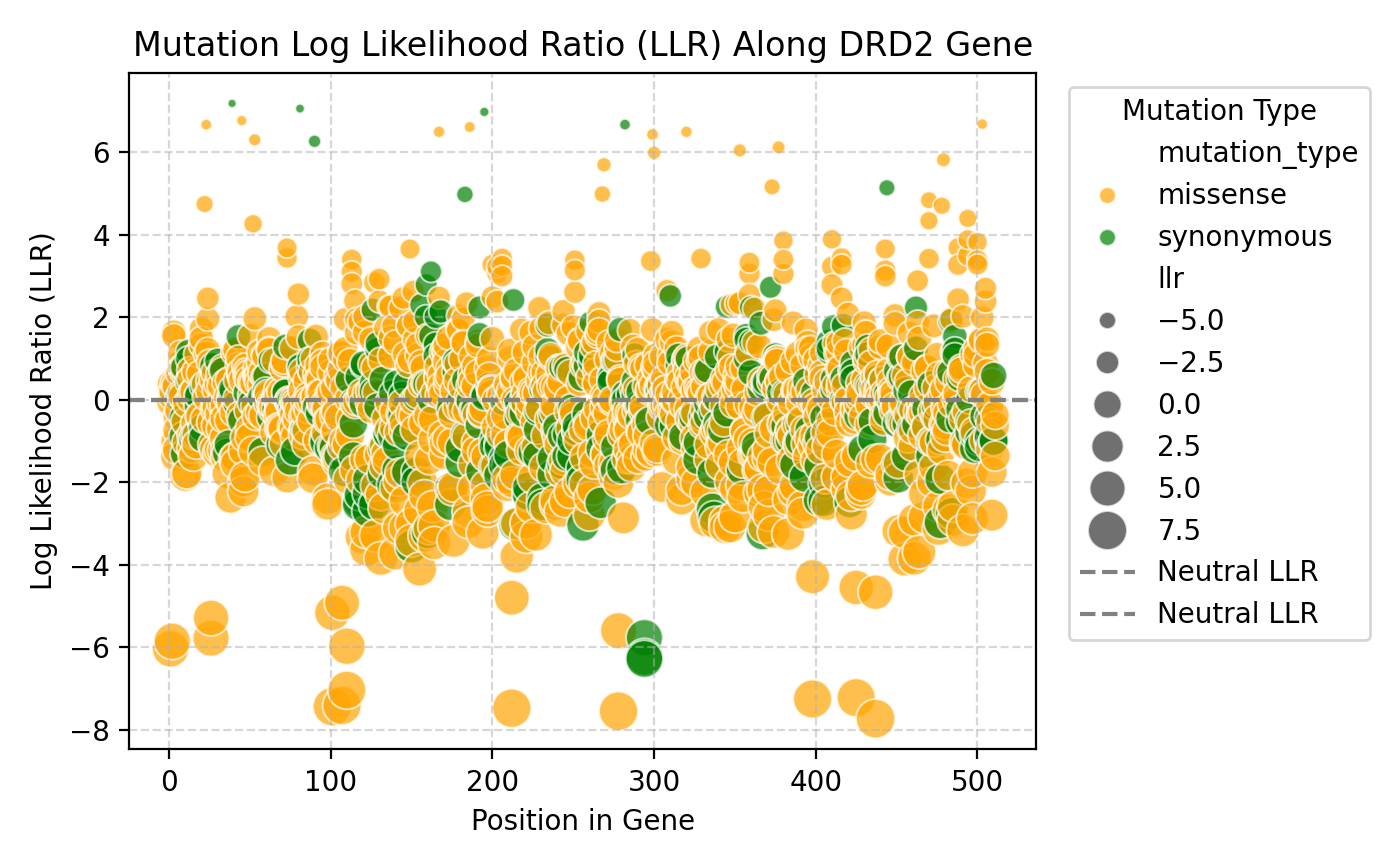 Mutation Log Likelihood Ratio (LLR) Along DRD2 Gene
Log Likelihood Ratio (LLR)
6
4
2
0
−2
−4
−6
−8
0 100 200 300 400 500
Position in Gene
Mutation Type
mutation_type
missense
synonymous
llr
−5.0
−2.5
0.0
2.5
5.0
7.5
Neutral LLR
Neutral LLR